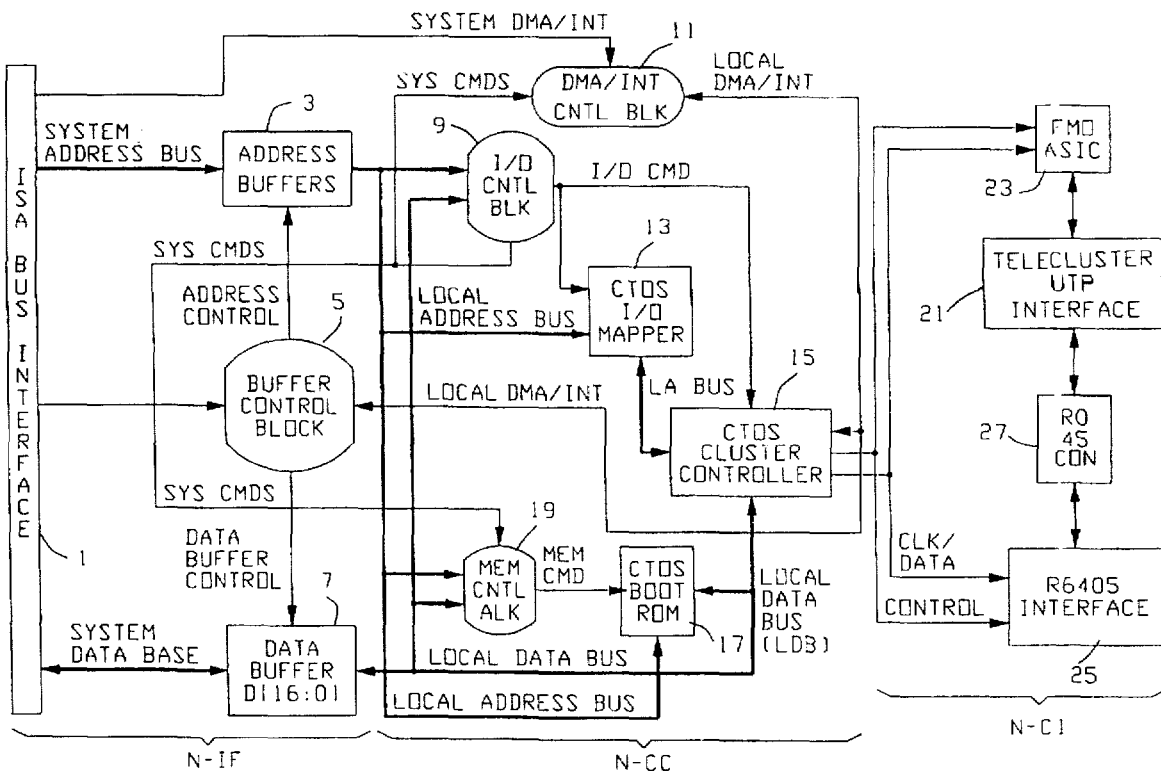 SYSTEM DMA/INT
11
LOCAL
DMA/INT
SYS CMDS
DMA/INT
CNTL BLK
3
9
FMO
ASIC
23
SYSTEM
ADDRESS BUS
ADDRESS
BUFFERS
I/O
CNTL
BLK
I/O CMD
ISA BUS INTERFACE
13
SYS CMDS
CTOS
I/O
MAPPER
TELECLUSTER
UTP
INTERFACE
21
ADDRESS
CONTROL
LOCAL
ADDRESS BUS
5
15
LA BUS
BUFFER
CONTROL
BLOCK
LOCAL DMA/INT
CTOS
CLUSTER
CONTROLLER
RO
45
CON
27
SYS CMDS
19
1
DATA
BUFFER
CONTROL
MEM
CNTL
ALK
MEM
CMD
CTOS
BOOT
ROM
17
LOCAL
DATA
BUS
(LDB)
CLK/
DATA
CONTROL
R6405
INTERFACE
25
7
SYSTEM
DATA BASE
DATA
BUFFER
D[16:0]
LOCAL DATA BUS
LOCAL ADDRESS BUS
N-IF
N-CC
N-CI